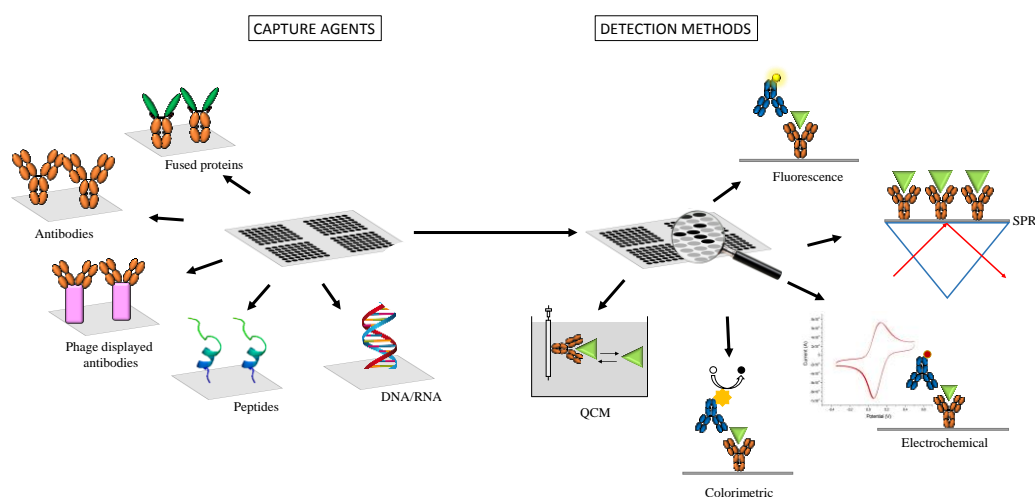 CAPTURE AGENTS
DETECTION METHODS
Fused proteins
Antibodies
Phage displayed
antibodies
Peptides
DNA/RNA
Fluorescence
SPR
QCM
Colorimetric
Current (A)
Potential (V)
Electrochemical